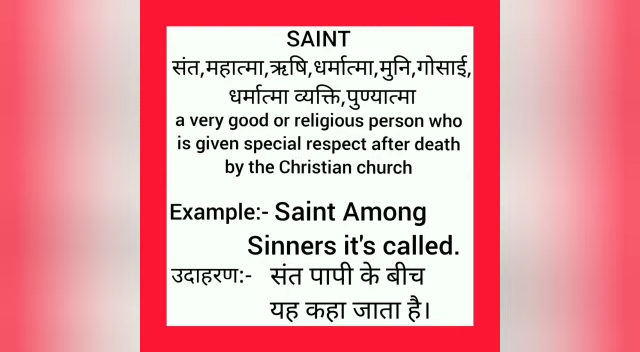 SAINT
संत,महात्मा,ऋषि,धर्मात्मा,मुनि,गोसाई,
धर्मात्मा व्यक्ति,पुण्यात्मा
a very good or religious person who
is given special respect after death
by the Christian church
Example:- Saint Among
Sinners it's called.
उदाहरण:- संत पापी के बीच
यह कहा जाता है।